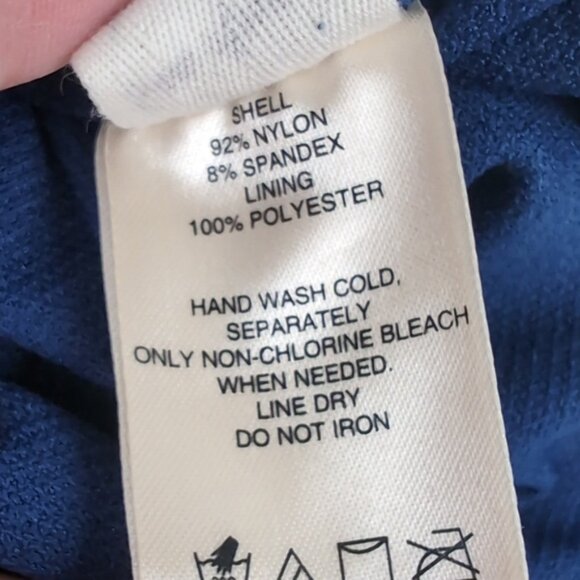 SHELL
92% NYLON
8% SPANDEX
LINING
100% POLYESTER
HAND WASH COLD,
SEPARATELY
ONLY NON-CHLORINE BLEACH
WHEN NEEDED.
LINE DRY
DO NOT IRON